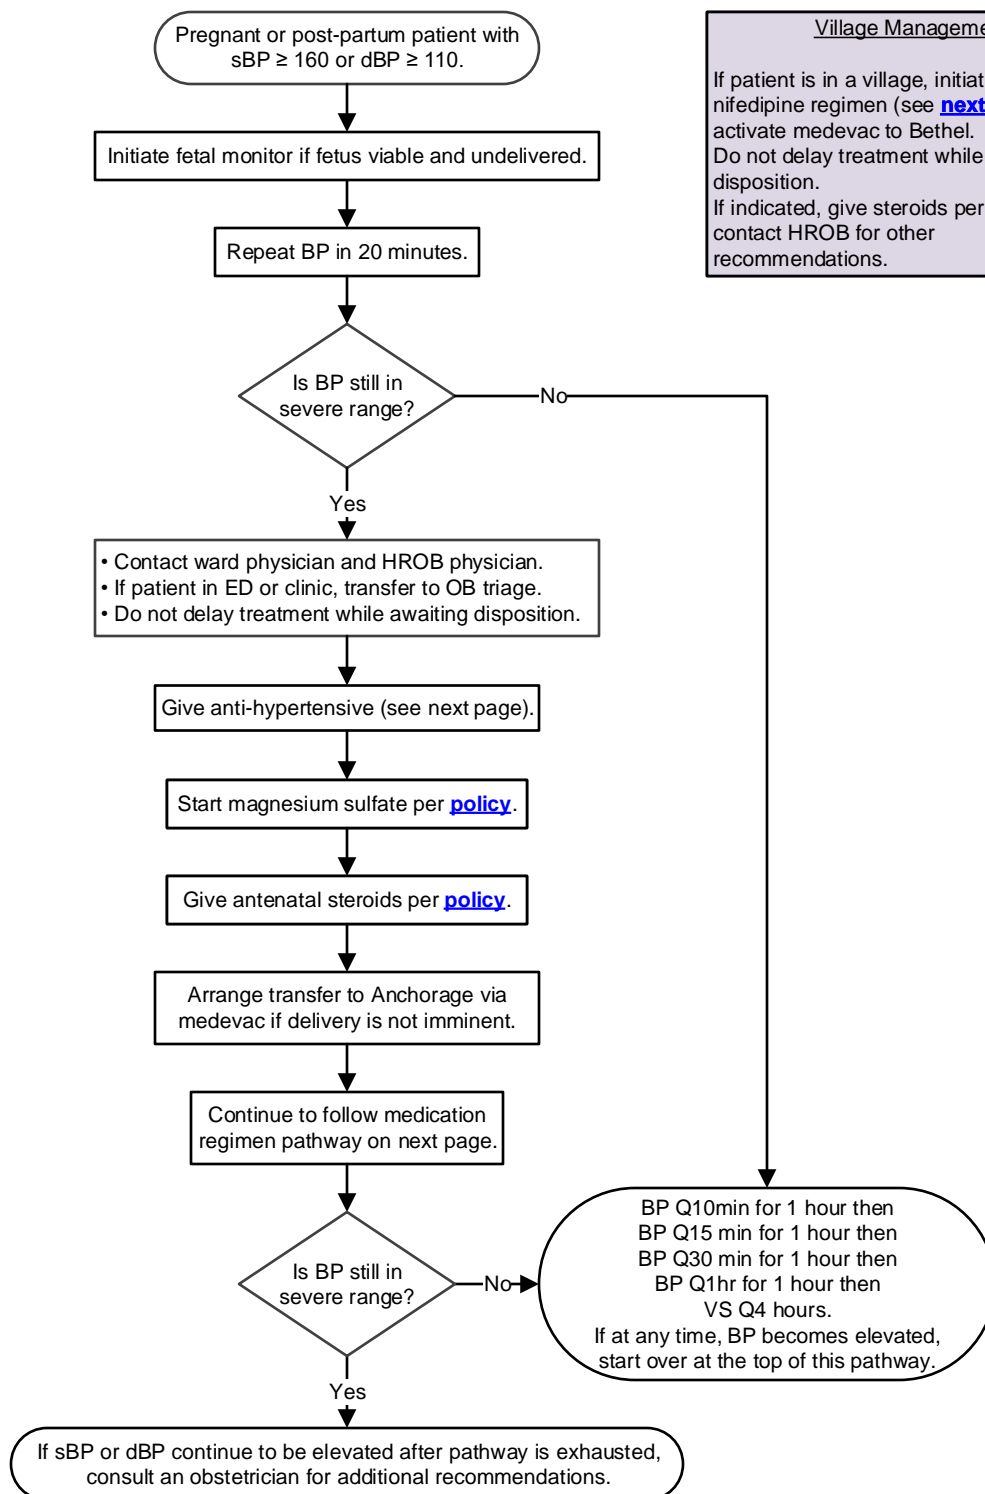 Pregnant or post-partum patient with
sBP ≥ 160 or dBP ≥ 110.
Initiate fetal monitor if fetus viable and undelivered.
Repeat BP in 20 minutes.
Is BP still in
severe range?
No
Yes
• Contact ward physician and HROB physician.
• If patient in ED or clinic, transfer to OB triage.
• Do not delay treatment while awaiting disposition.
Give anti-hypertensive (see next page).
Start magnesium sulfate per policy.
Give antenatal steroids per policy.
Arrange transfer to Anchorage via
medevac if delivery is not imminent.
Continue to follow medication
regimen pathway on next page.
Is BP still in
severe range?
No
Yes
If sBP or dBP continue to be elevated after pathway is exhausted,
consult an obstetrician for additional recommendations.
BP Q10min for 1 hour then
BP Q15 min for 1 hour then
BP Q30 min for 1 hour then
BP Q1hr for 1 hour then
VS Q4 hours.
If at any time, BP becomes elevated,
start over at the top of this pathway.
Village
If patient is in a village,
nifedipine regimen (see next
activate medevac to Bethel.
Do not delay treatment while
disposition.
If indicated, give steroids per
contact HROB for other
recommendations.